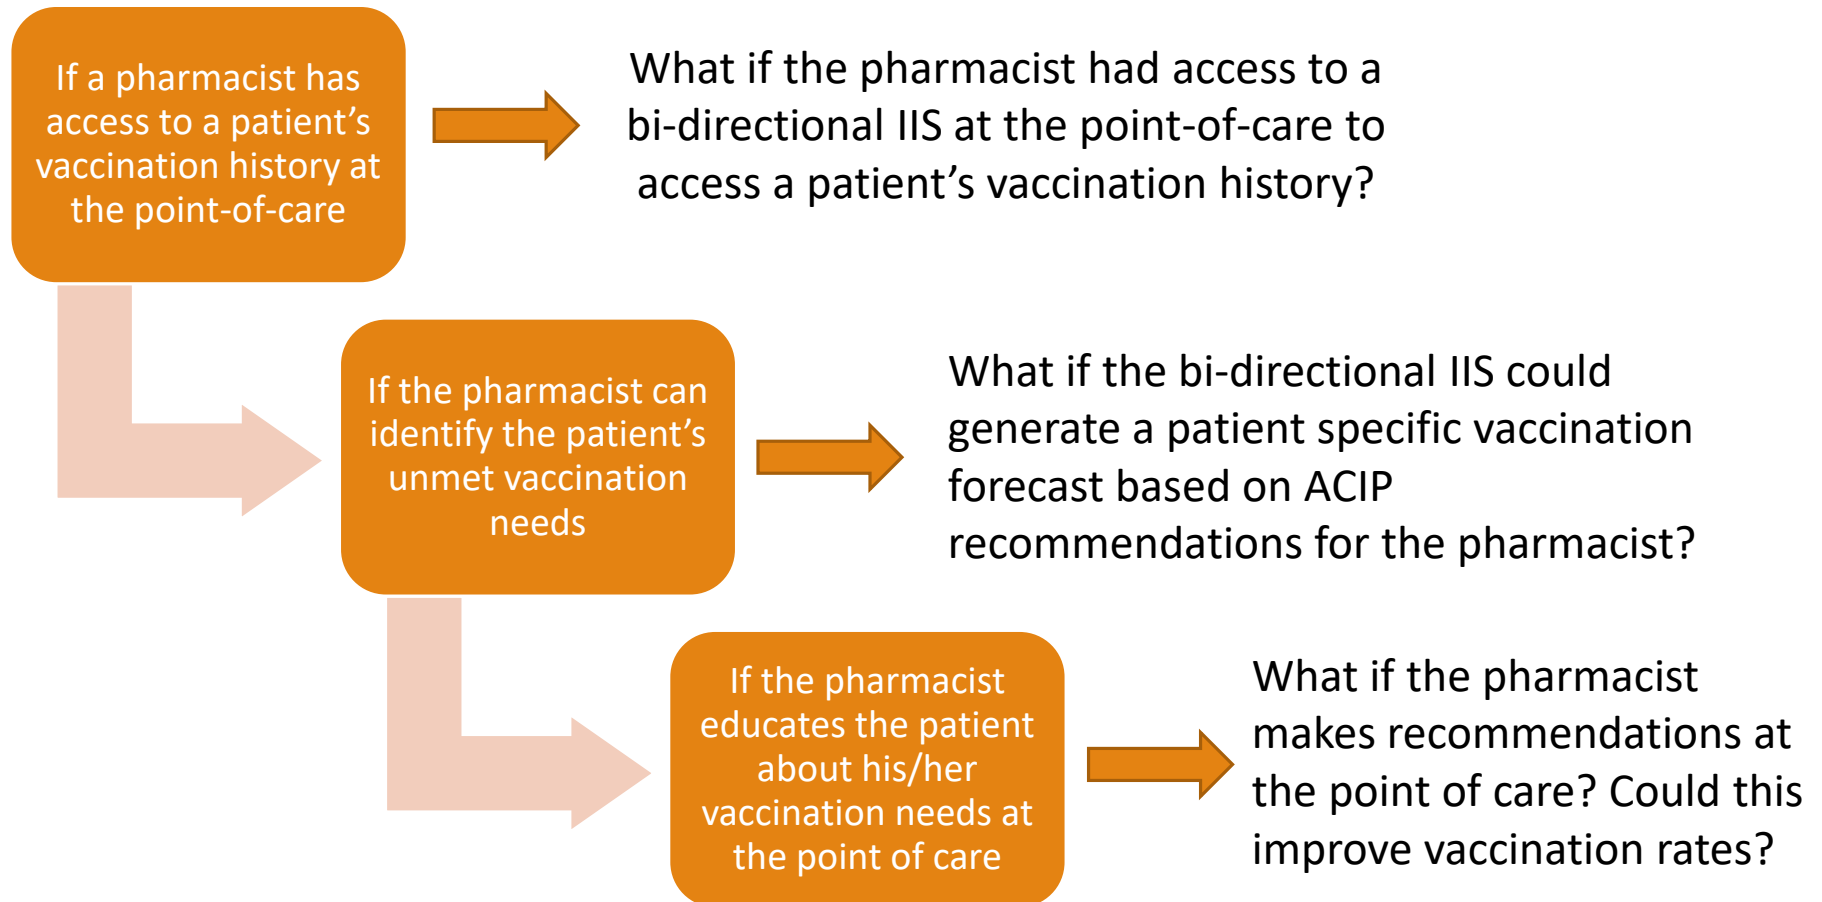 If a pharmacist has
access to a patient’s
vaccination history at
the point-of-care
What if the pharmacist had access to a
bi-directional IIS at the point-of-care to
access a patient’s vaccination history?
If the pharmacist can
identify the patient’s
unmet vaccination
needs
What if the bi-directional IIS could
generate a patient specific vaccination
forecast based on ACIP
recommendations for the pharmacist?
If the pharmacist
educates the patient
about his/her
vaccination needs at
the point of care
What if the pharmacist
makes recommendations at
the point of care? Could this
improve vaccination rates?